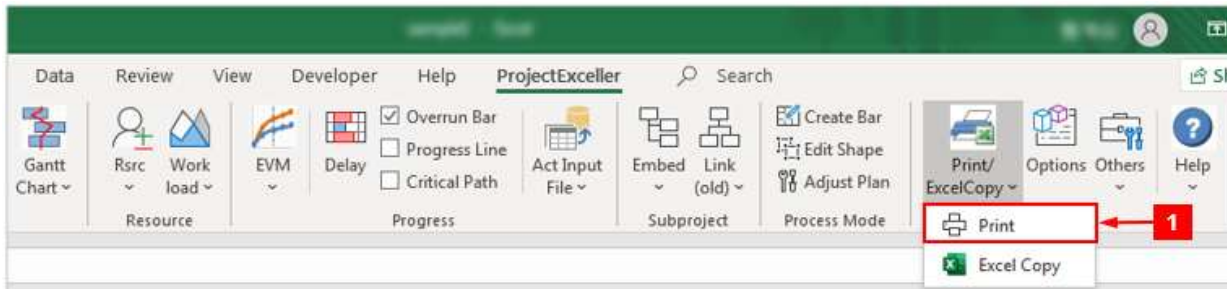 Data Review View Developer Help ProjectExceller Search
Overrun Bar
Progress Line
Critical Path
Create Bar
Edit Shape
Adjust Plan
Gantt
Chart
Rsrc
Work
load
EVM
Delay
Act Input
File
Embed
Link
(old)
Print/
ExcelCopy
Options
Others
Help
Resource Progress Subproject Process Mode
Print 1
Excel Copy